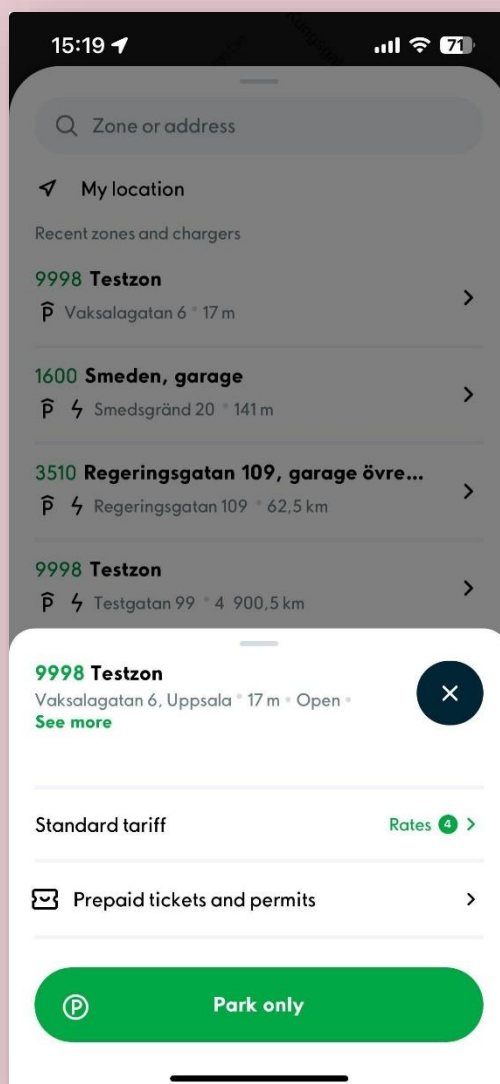 15:19
71
Zone or address
My location
Recent zones and chargers
9998 Testzon
Vaksalagatan 6 • 17 m
1600 Smeden, garage
Smedsgränd 20 • 141 m
3510 Regeringsgatan 109, garage övre...
Regeringsgatan 109 • 62,5 km
9998 Testzon
Testgatan 99 • 4 900,5 km
9998 Testzon
Vaksalagatan 6, Uppsala • 17 m • Open •
See more
Standard tariff
Rates 4
Prepaid tickets and permits
P Park only